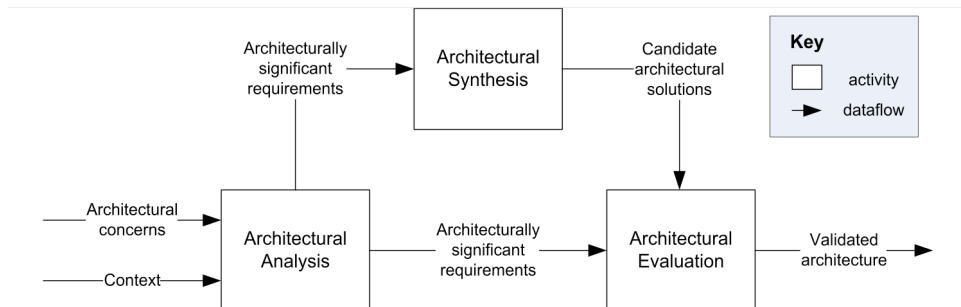 Architecturally
significant
requirements
Architectural
Synthesis
Candidate
architectural
solutions
Key
activity
dataflow
Architectural
concerns
Context
Architectural
Analysis
Architecturally
significant
requirements
Architectural
Evaluation
Validated
architecture